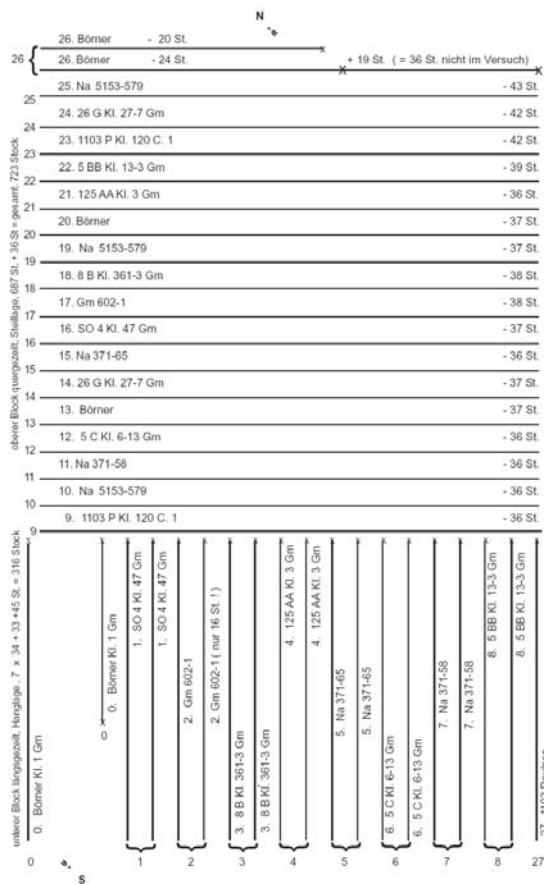 N
26. Börner - 20 St.
26. Börner - 24 St. + 19 St. ( = 36 St. nicht im Versuch)
26
25. Na 5153-579 - 43 St.
25
24. 26 G Kl. 27-7 Gm - 42 St.
24
23. 1103 P Kl. 120 C. 1 - 42 St.
23
22. 5 BB Kl. 13-3 Gm - 39 St.
22
21. 125 AA Kl. 3 Gm - 36 St.
21
20. Börner - 37 St.
20
19. Na 5153-579 - 37 St.
19
18. 8 B Kl. 361-3 Gm - 38 St.
18
17. Gm 602-1 - 38 St.
17
16. SO 4 Kl. 47 Gm - 37 St.
16
15. Na 371-65 - 36 St.
15
14. 26 G Kl. 27-7 Gm - 37 St.
14
13. Börner - 37 St.
13
12. 5 C Kl. 6-13 Gm - 36 St.
12
11. Na 371-58 - 36 St.
11
10. Na 5153-579 - 36 St.
10
9. 1103 P Kl. 120 C. 1 - 36 St.
9
oberer Block quergezeilt, Steillage, 687 St. + 36 St = gesamt. 723 Stock
unterer Block längsgezeilt, Hanglage , 7 x 34 + 33 +45 St. = 316 Stock
0. Börner Kl. 1 Gm
0. Börner Kl. 1 Gm
0
1. SO 4 Kl. 47 Gm
1. SO 4 Kl. 47 Gm
2. Gm 602-1
2. Gm 602-1 ( nur 16 St. ! )
3. 8 B Kl. 361-3 Gm
3. 8 B Kl. 361-3 Gm
4. 125 AA Kl. 3 Gm
4. 125 AA Kl. 3 Gm
5. Na 371-65
5. Na 371-65
6. 5 C Kl. 6-13 Gm
6. 5 C Kl. 6-13 Gm
7. Na 371-58
7. Na 371-58
8. 5 BB Kl. 13-3 Gm
8. 5 BB Kl. 13-3 Gm
0 1 2 3 4 5 6 7 8 27
S